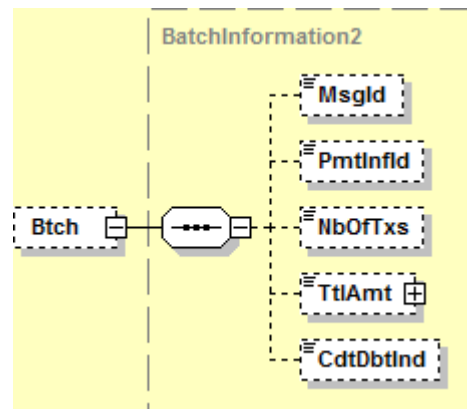 BatchInformation2
MsgId
PmtInfId
Btch
NbOfTxs
TtlAmt
CdtDbtInd